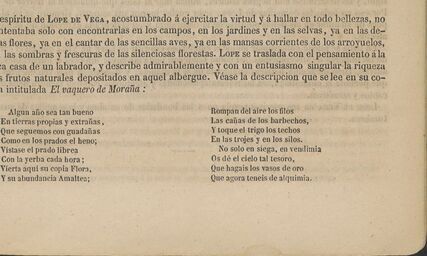 espíritu de LOPE DE VEGA, acostumbrado á ejercitar la virtud y á hallar en todo bellezas, no
ntentaba solo con encontrarlas en los campos, en los jardines y en las selvas, ya en las de-
as flores, ya en el cantar de las sencillas aves, ya en las mansas corrientes de los arroyuelos,
las sombras y frescuras de las silenciosas florestas. LOPE se traslada con el pensamiento á la
ca casa de un labrador, y describe admirablemente y con un entusiasmo singular la riqueza
s frutos naturales depositados en aquel albergue. Véase la descripcion que se lee en su co-
n intitulada El vaquero de Moraña:
Algun año sea tan bueno
En tierras propias y extrañas,
Que seguemos con guadañas
Como en los prados el heno;
Vístase el prado librea
Con la yerba cada hora;
Vierta aquí su copia Flora,
Y su abundancia Amaltea;
Rompan del aire los filos
Las cañas de los barbechos,
Y toque el trigo los techos
En las trojes y en los silos.
No solo en siega, en vendimia
Os dé el cielo tal tesoro,
Que hagais los vasos de oro
Que agora teneis de alquimia.